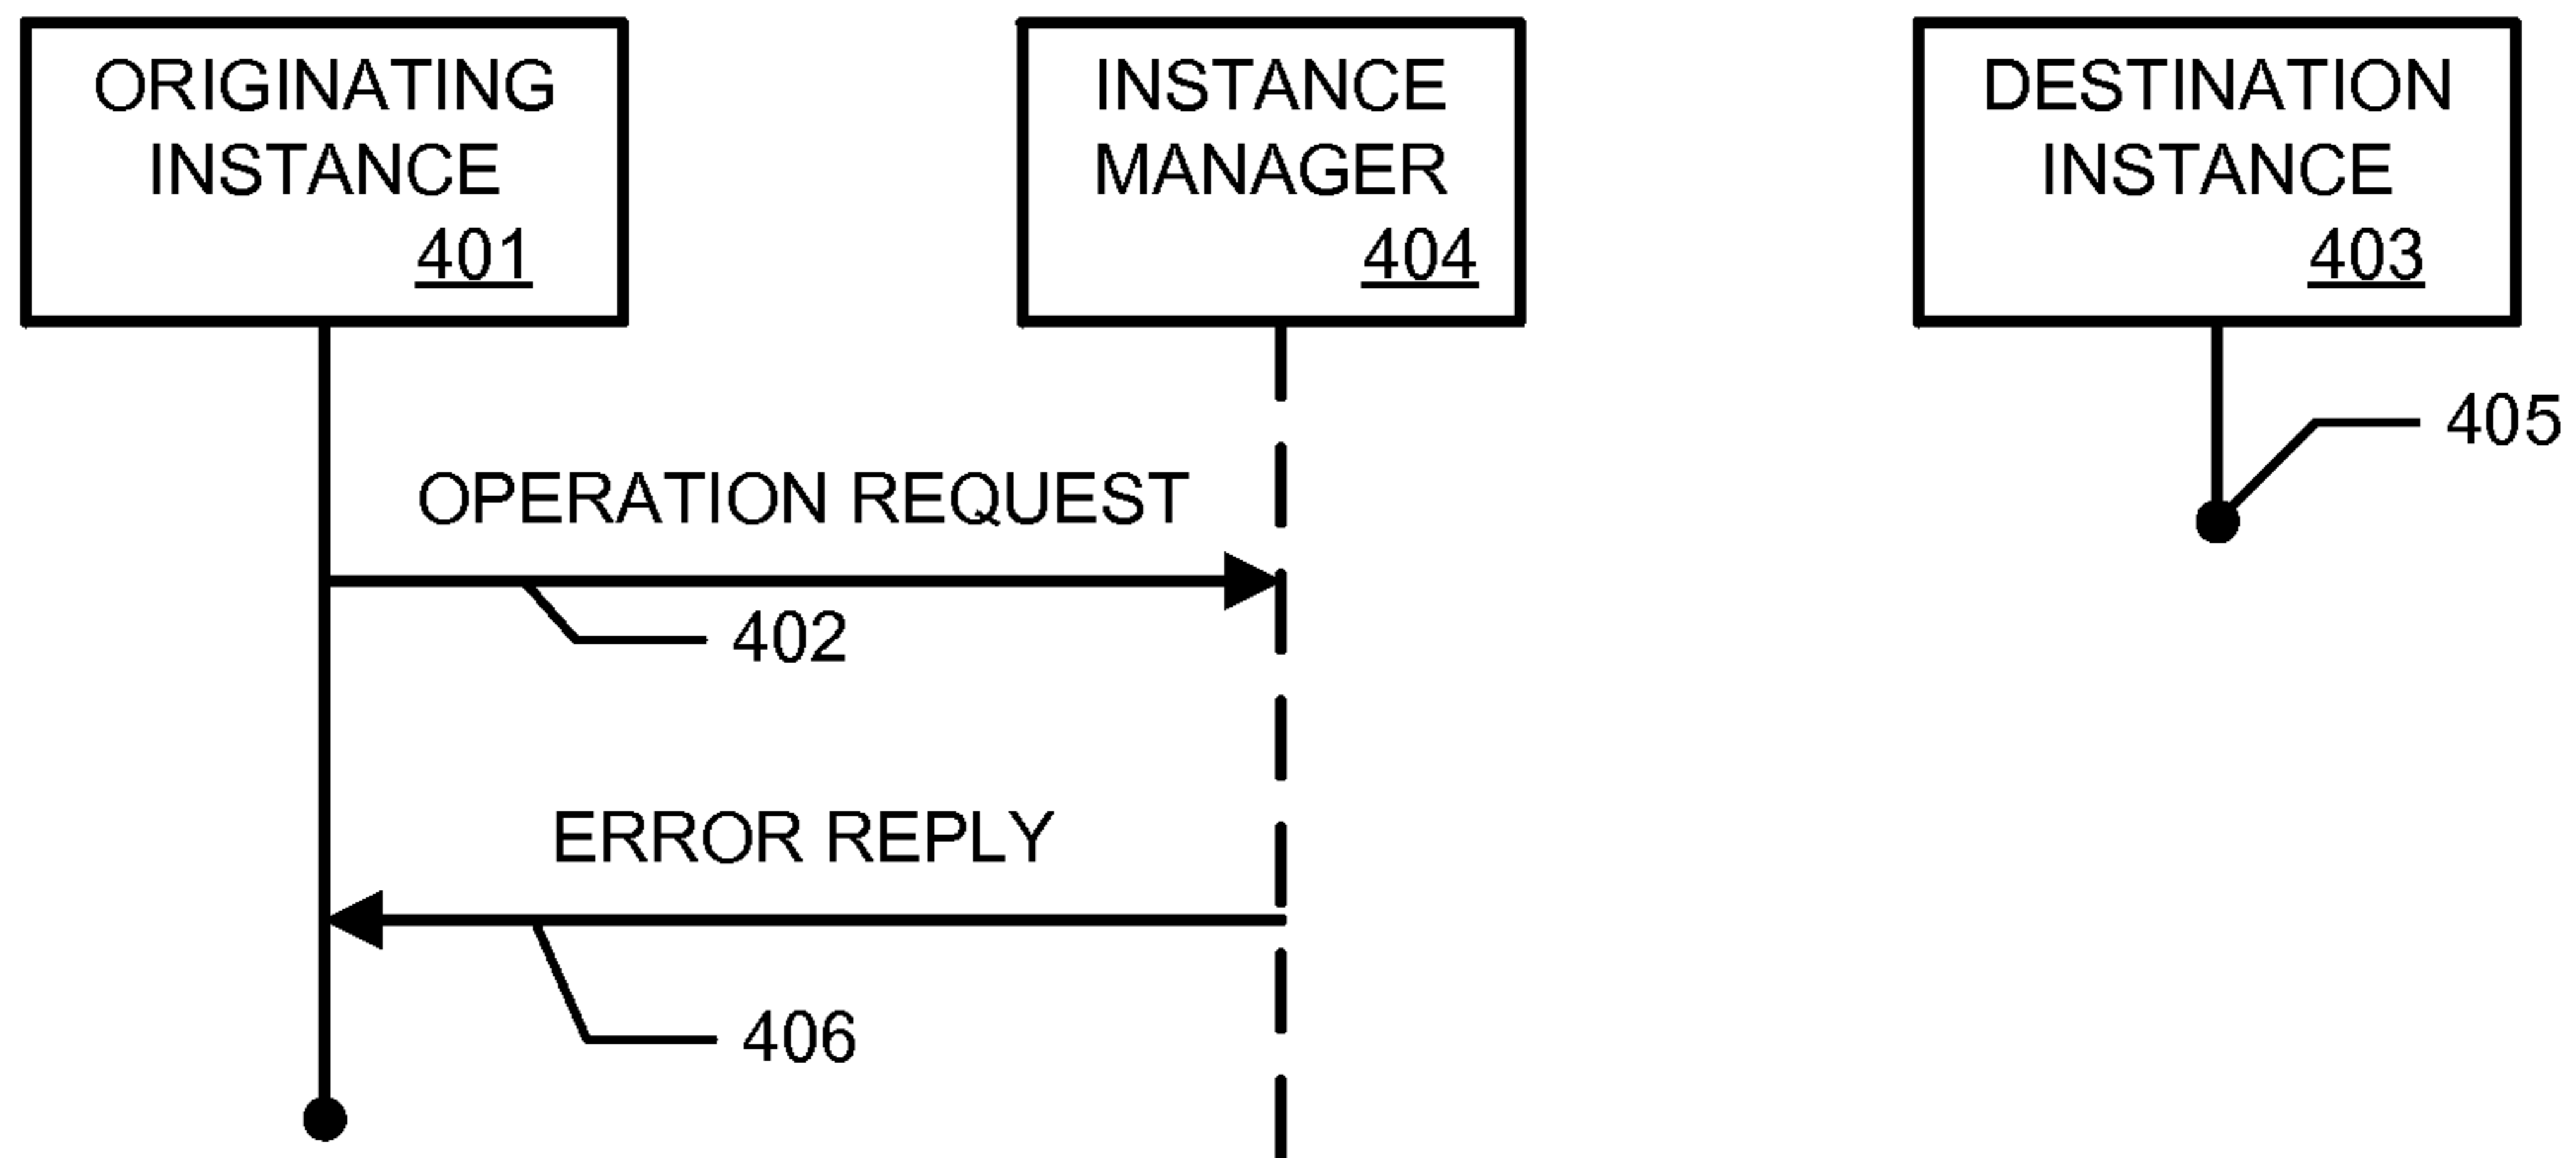 ORIGINATING
INSTANCE
401
INSTANCE
MANAGER
404
DESTINATION
INSTANCE
403
405
OPERATION REQUEST
402
ERROR REPLY
406